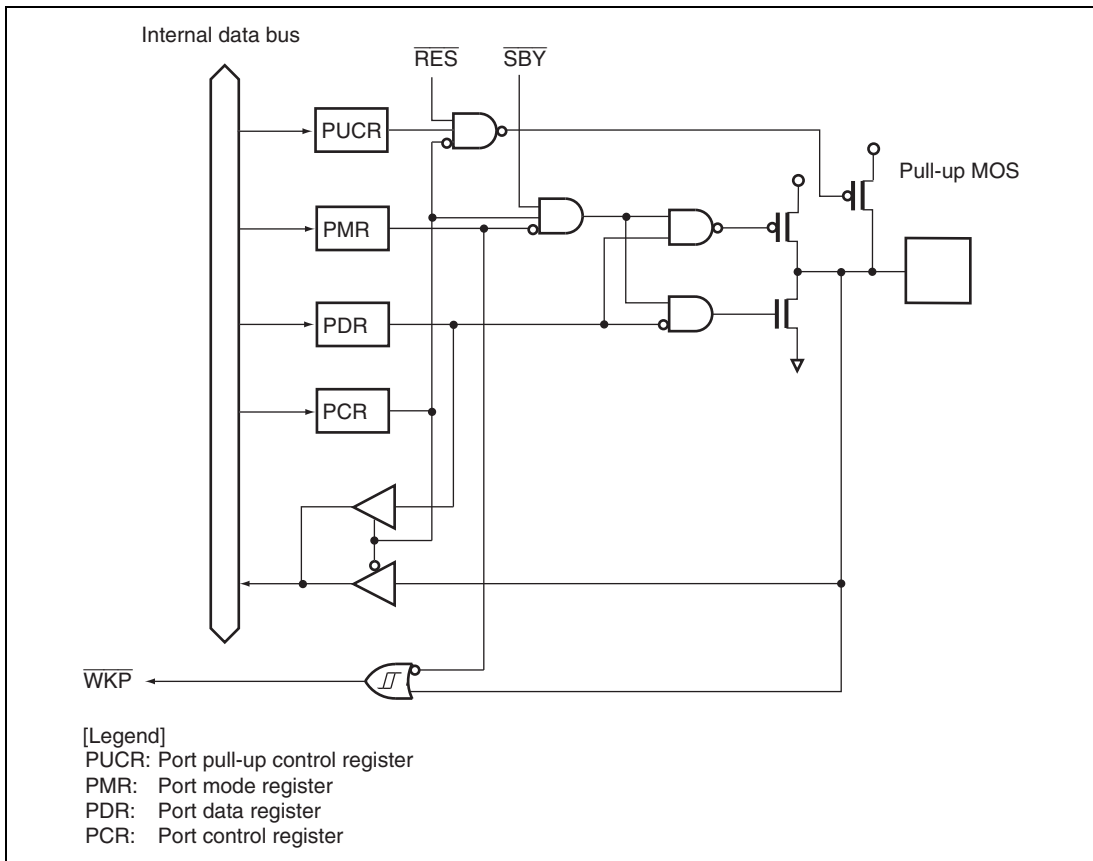 Internal data bus
RES
SBY
PUCR
Pull-up MOS
PMR
PDR
PCR
WKP
[Legend]
PUCR: Port pull-up control register
PMR: Port mode register
PDR: Port data register
PCR: Port control register